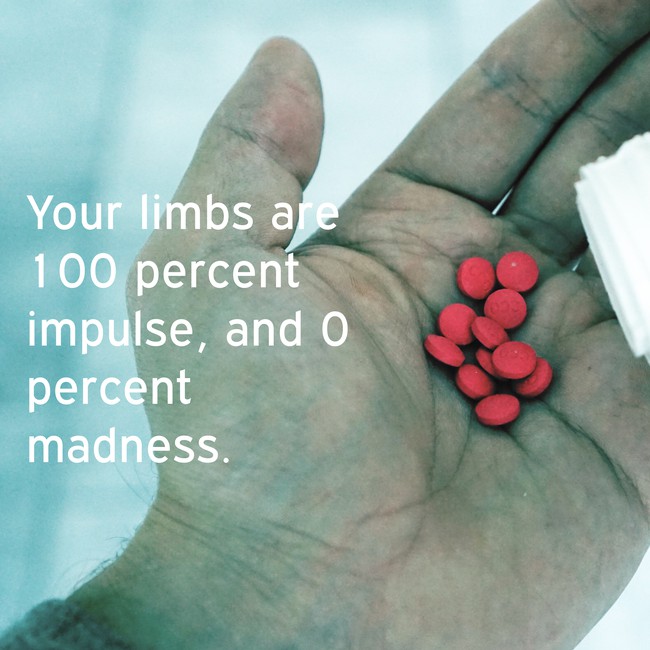 Your limbs are
100 percent
impulse, and 0
percent
madness.